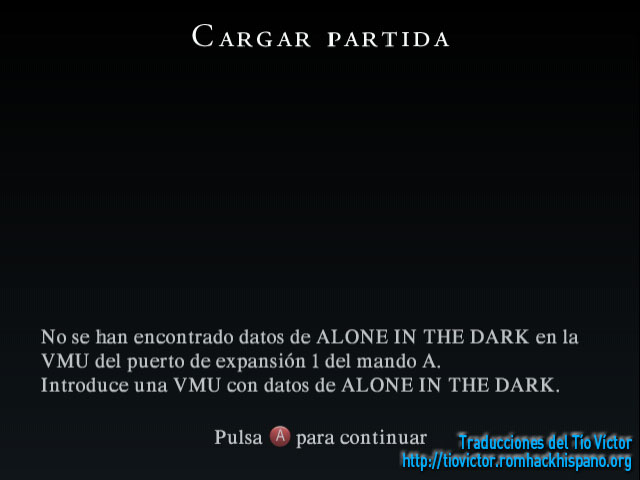 CARGAR PARTIDA
No se han encontrado datos de ALONE IN THE DARK en la
VMU del puerto de expansión 1 del mando A.
Introduce una VMU con datos de ALONE IN THE DARK.
Pulsa A para continuar
Traducciones del Tio Victor
http://tiovictor.romhackhispano.org